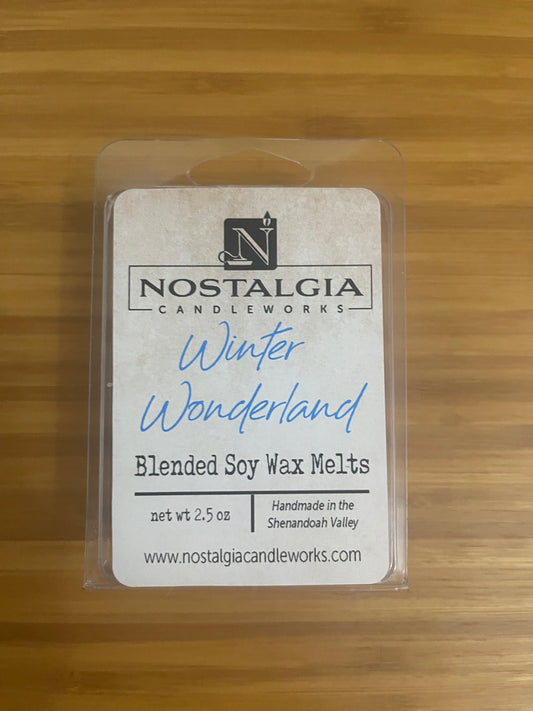 N
NOSTALGIA
CANDLEWORKS
Winter
Wonderland
Blended Soy Wax Melts
net wt 2.5 oz
Handmade in the
Shenandoah Valley
www.nostalgiacandleworks.com